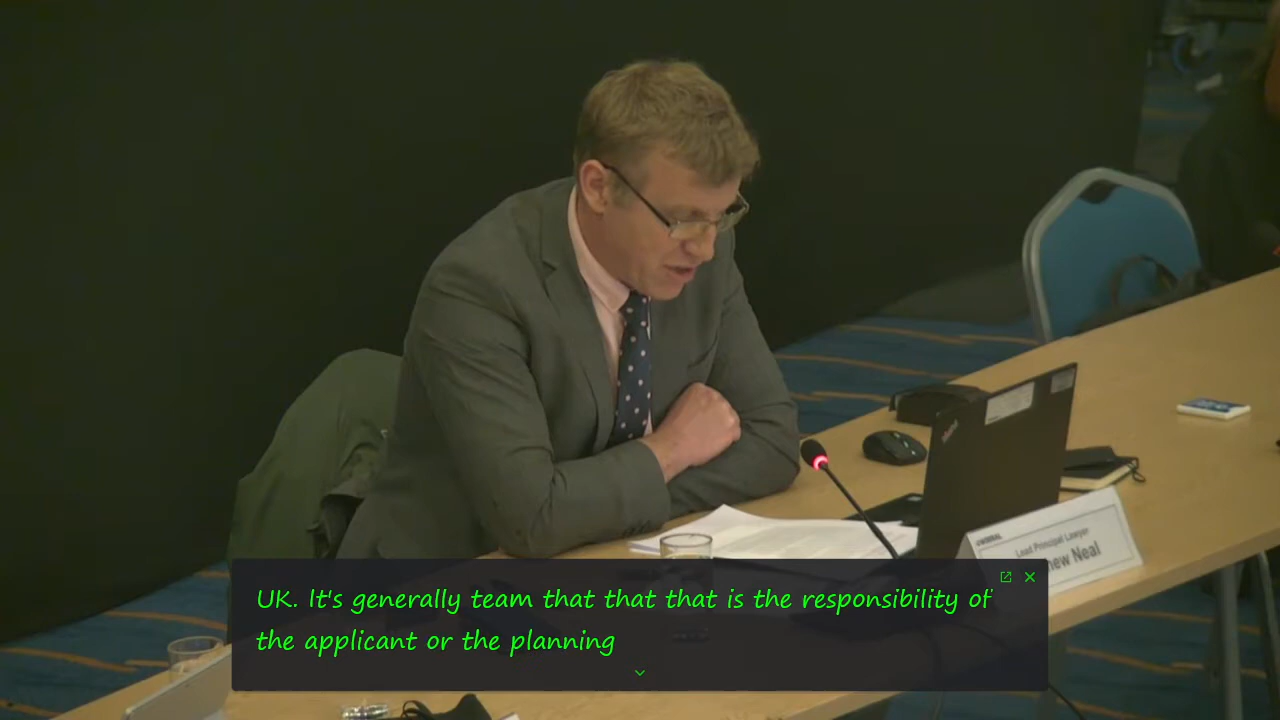 Lead Principal Lawyer
hew Neal
UK. It's generally team that that that is the responsibility of
the applicant or the planning